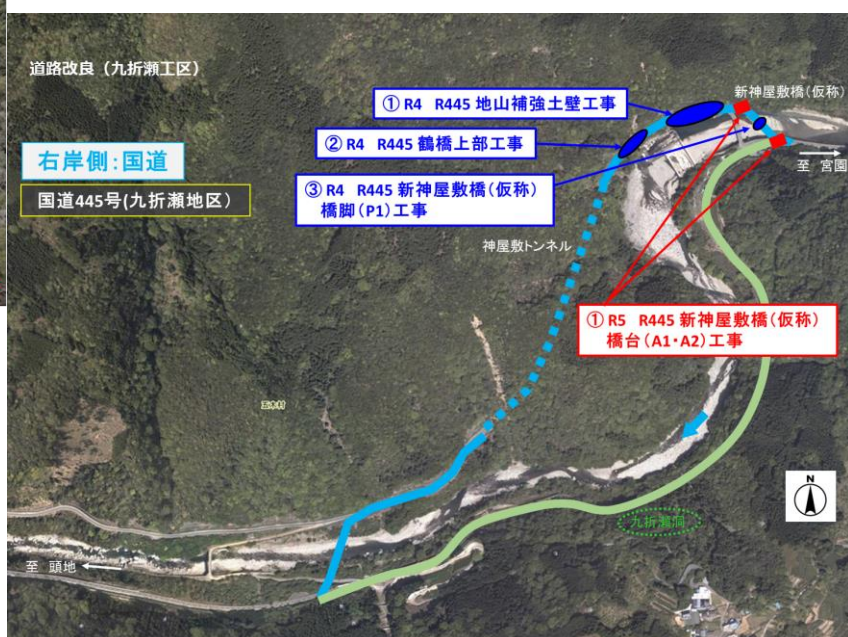 道路改良（九折瀬工区）
新神屋敷橋(仮称)
① R4 R445 地山補強土壁工事
② R4 R445 鶴橋上部工事
右岸側:国道
至 宮園
国道445号(九折瀬地区)
③ R4 R445 新神屋敷橋(仮称)
橋脚(P1)工事
神屋敷トンネル
① R5 R445 新神屋敷橋(仮称)
橋台(A1・A2)工事
五木村
N
九折瀬洞
至 頭地